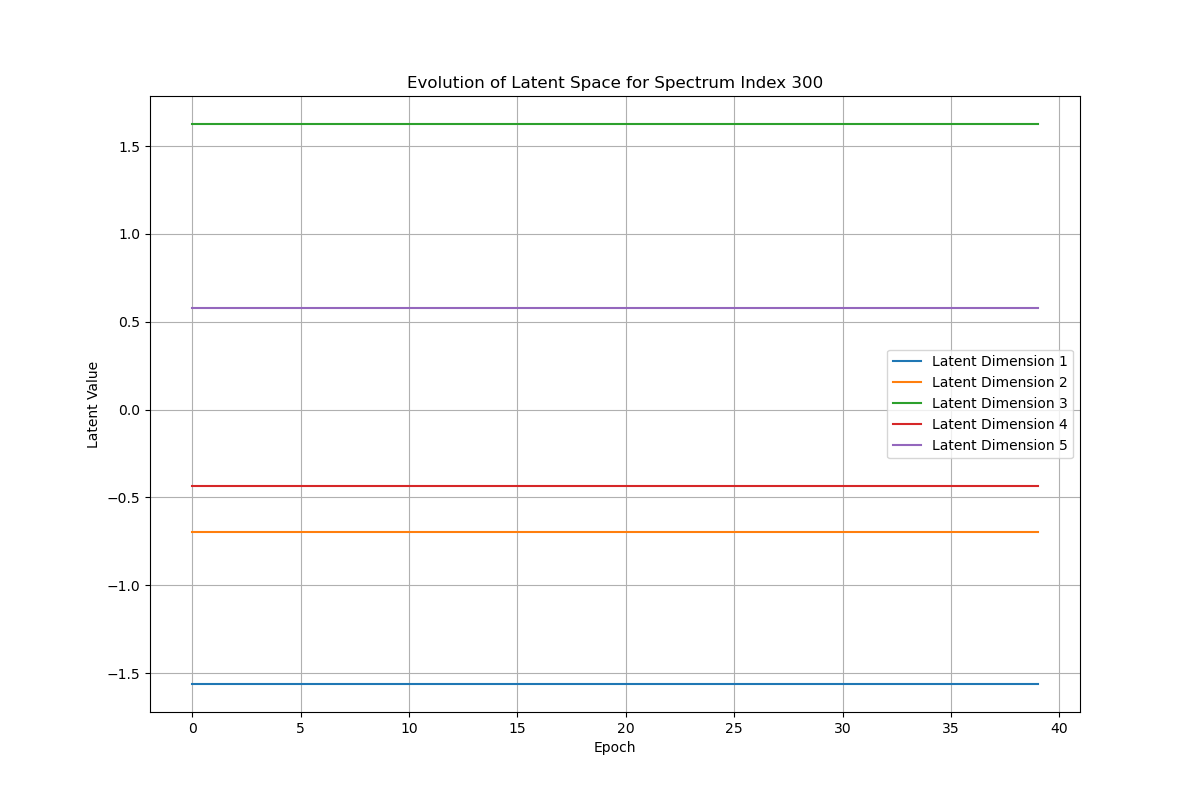 Evolution of Latent Space for Spectrum Index 300
1.5
1.0
0.5
0.0
−0.5
−1.0
−1.5
Latent Value
Latent Dimension 1
Latent Dimension 2
Latent Dimension 3
Latent Dimension 4
Latent Dimension 5
0 5 10 15 20 25 30 35 40
Epoch